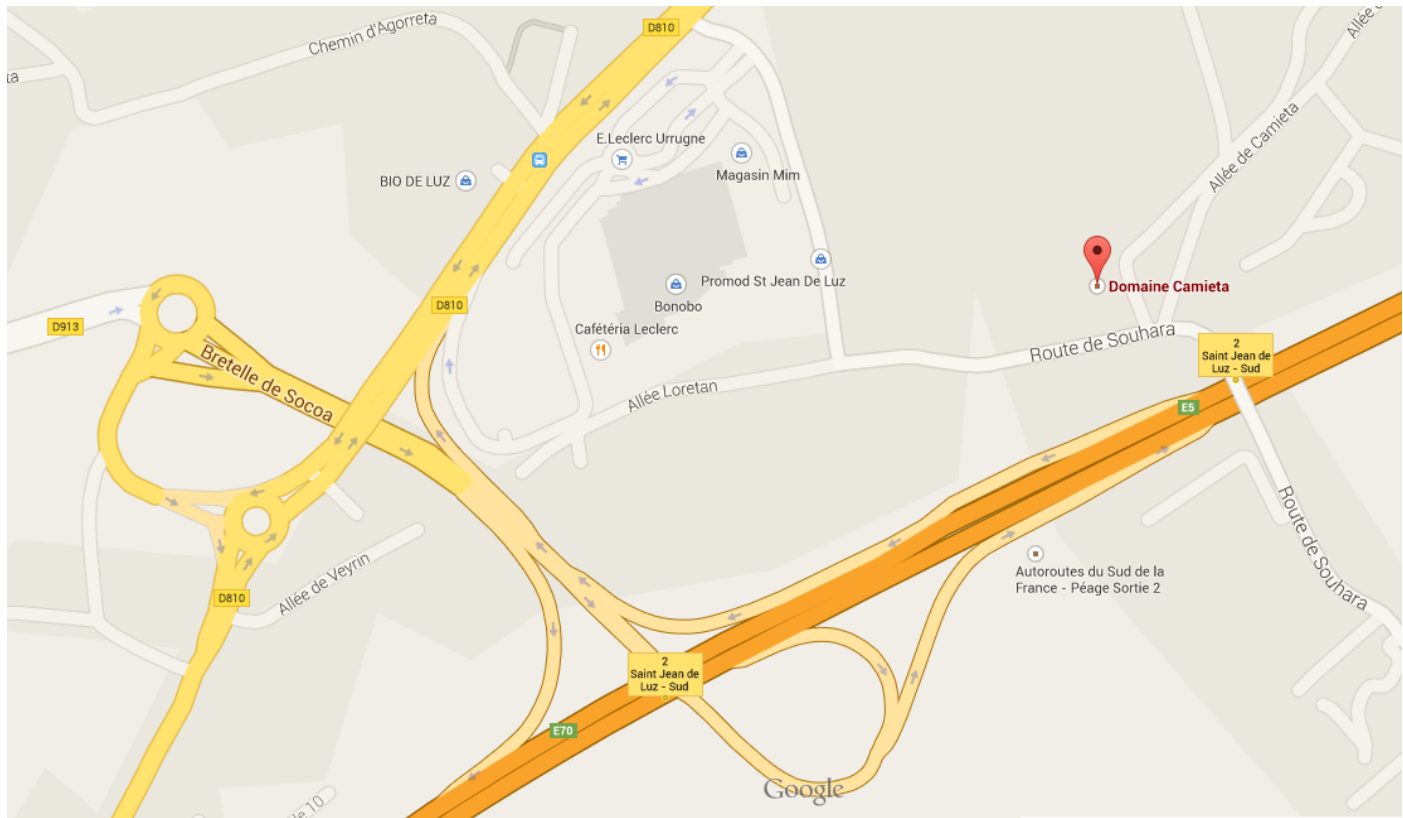 D810
Chemin d'Agorreta
Allée
ta
E.Leclerc Urrugne
Magasin Mim
BIO DE LUZ
Allée de Camieta
Promod St Jean De Luz
Bonobo
Domaine Camieta
D810
D913
Cafétéria Leclerc
Route de Souhara
2
Saint Jean de
Luz - Sud
Bretelle de Socoa
Allée Loretan
E5
Route de Souhara
Allée de Veyrin
Autoroutes du Sud de la
France - Péage Sortie 2
D810
2
Saint Jean de
Luz - Sud
E70
Google
10